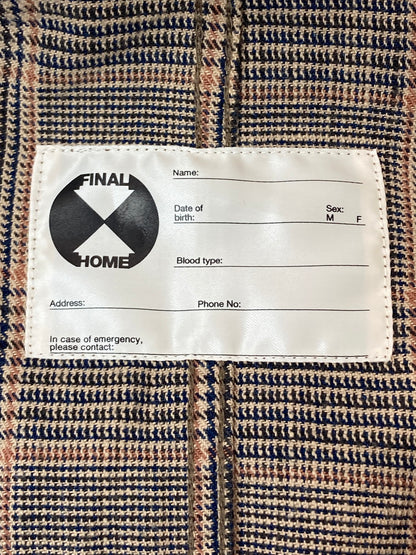 FINAL
HOME
Name:
Date of
birth:
Sex:
M F
Blood type:
Address: Phone No:
In case of emergency,
please contact: